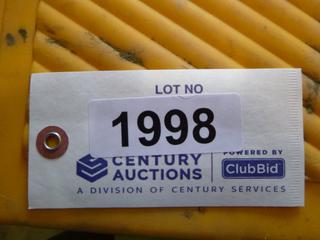 LOT NO
1998
CENTURY
AUCTIONS
POWERED BY
ClubBid
A DIVISION OF CENTURY SERVICES